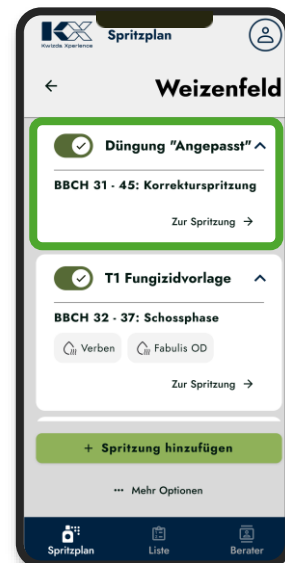 KX
Kwizda Xperience
Spritzplan
Weizenfeld
Düngung "Angepasst"
BBCH 31 - 45: Korrekturspritzung
Zur Spritzung →
T1 Fungizidvorlage
BBCH 32 - 37: Schossphase
Verben
Fabulis OD
Zur Spritzung →
+ Spritzung hinzufügen
··· Mehr Optionen
Spritzplan
Liste
Berater